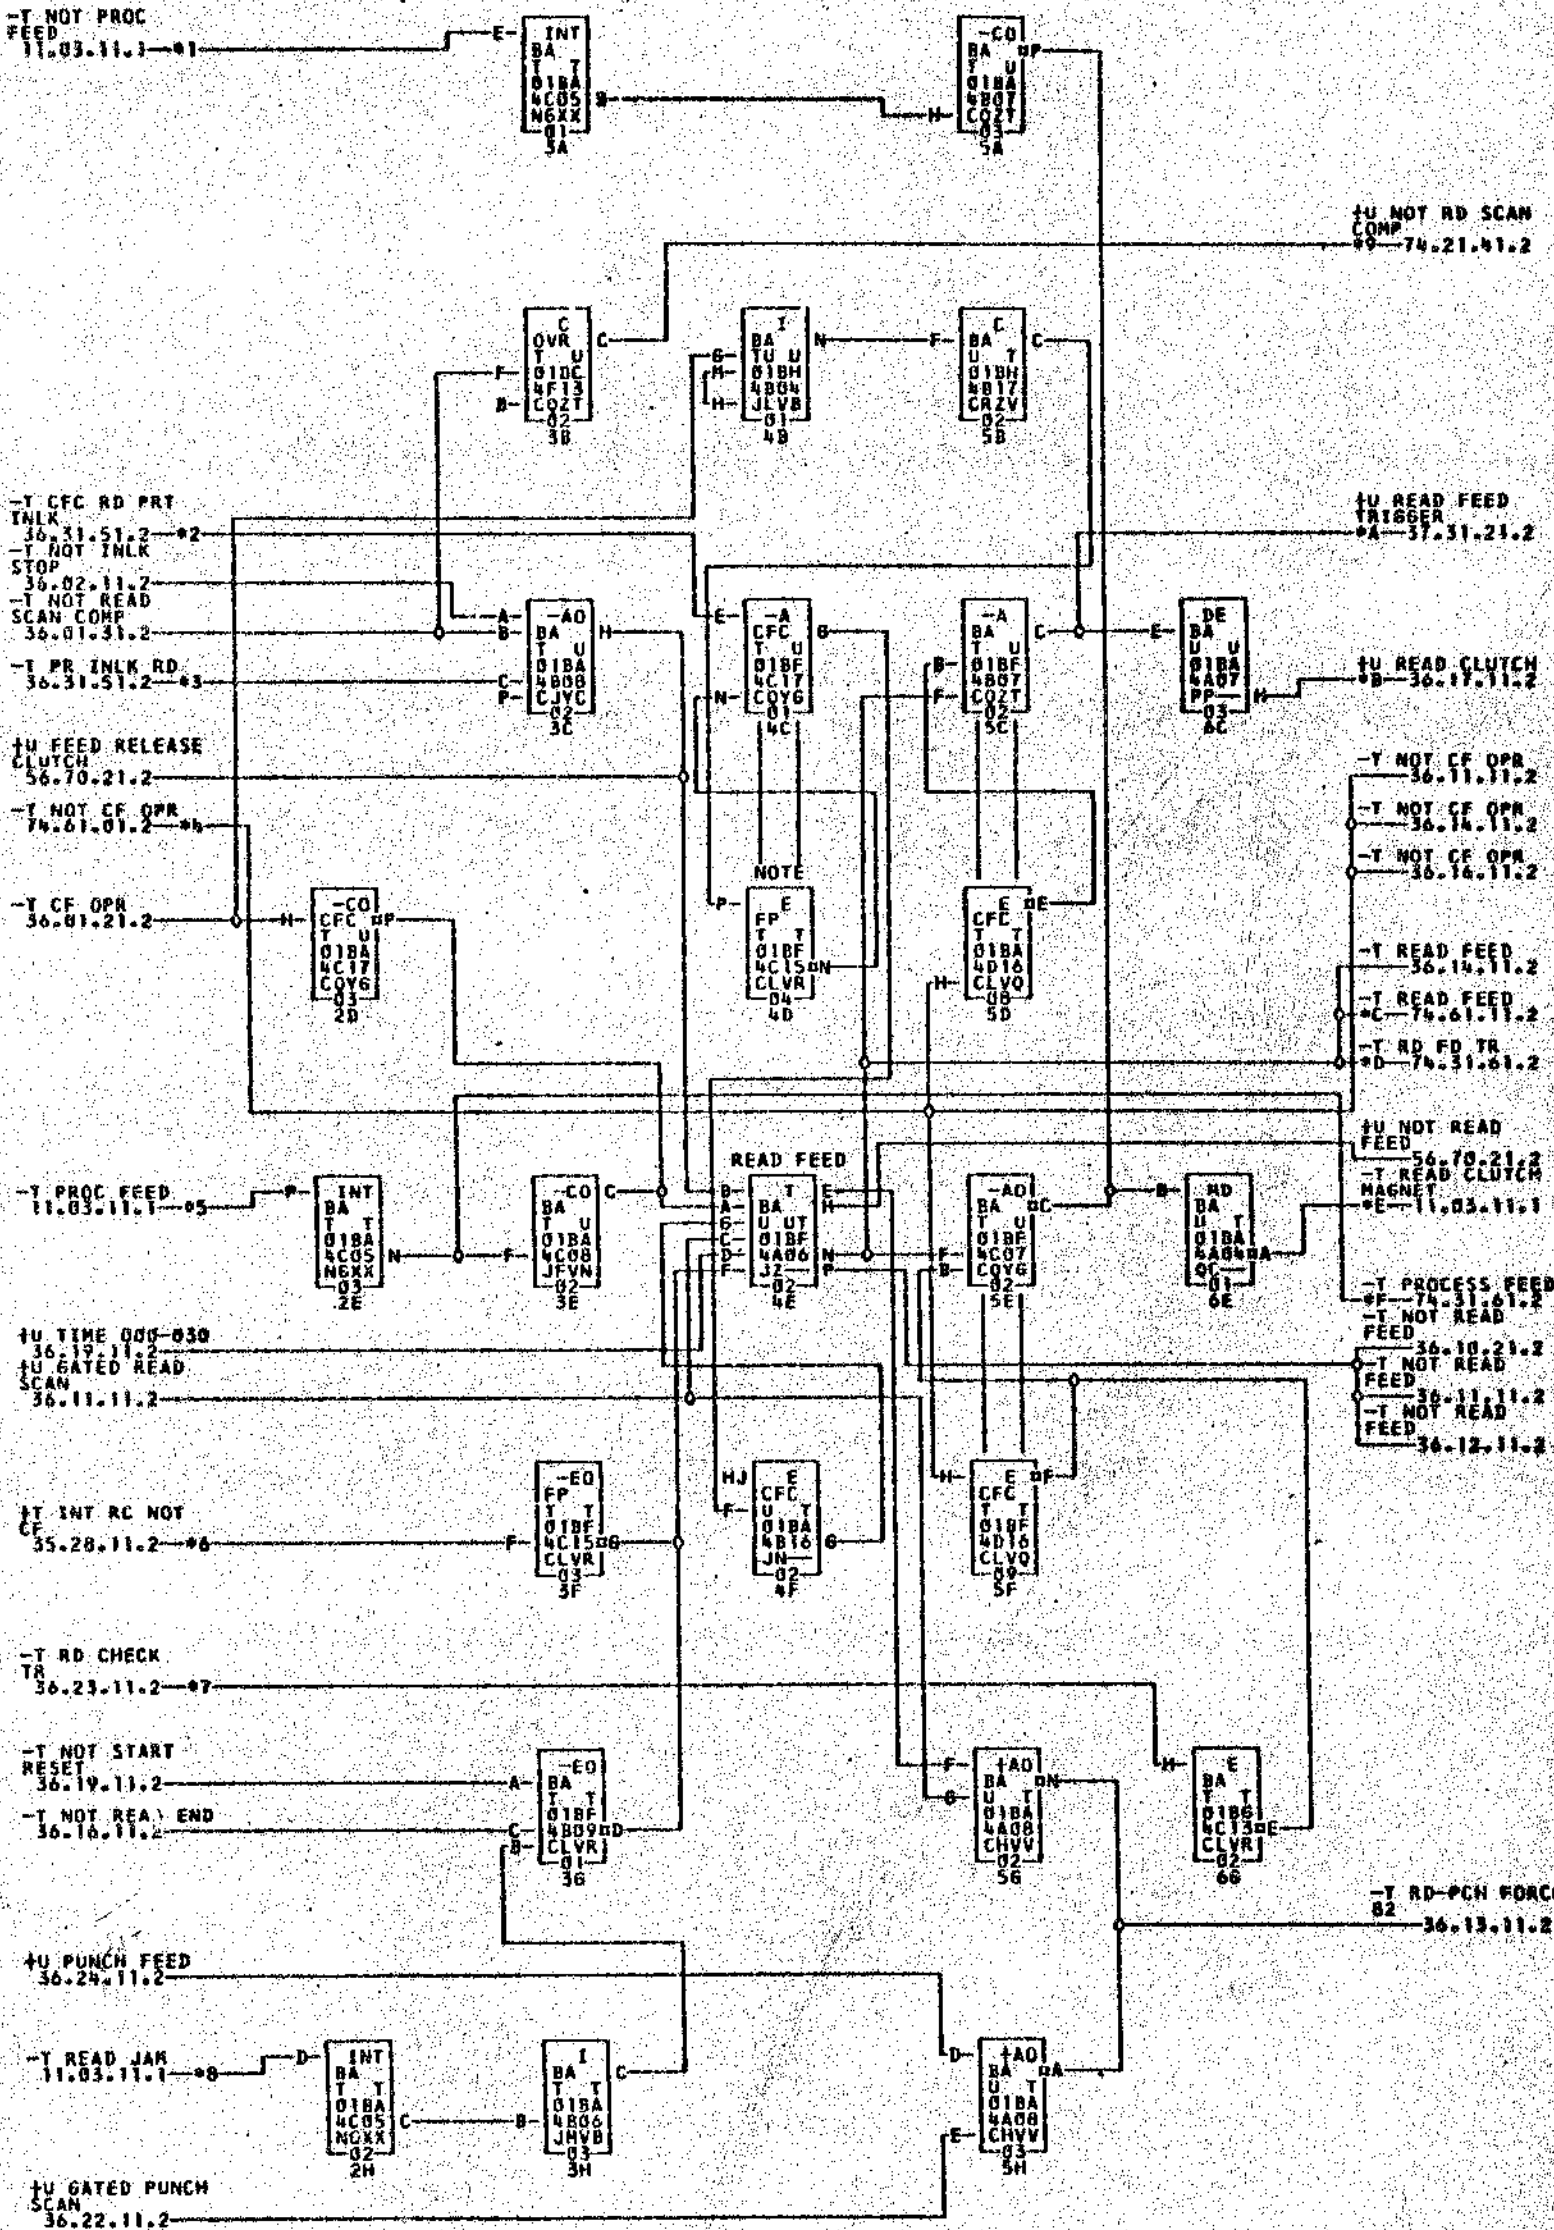 -T NOT PROC
FEED
11.03.11.1—*1
E- INT
BA
T T
01BA
4C05
NGXX
01
3A
-CO
BA P
T U
01BA
4B07
H- CQZT
03
5A
+U NOT RD SCAN
COMP
*9—74.21.41.2
C
OVR C
T U
F- 01DC
4F13
B- CQZT
02
3B
I
BA N
G- TU U
M- 01BH
4B04
H- JLVB
01
4B
C
F- BA C
U T
01BH
4B17
CRZV
02
5B
-T CFC RD PRT
INLK
36.31.51.2—*2
-T NOT INLK
STOP
36.02.11.2
-T NOT READ
SCAN COMP
36.01.31.2
-T PR INLK RD
36.31.51.2—*3
+U FEED RELEASE
CLUTCH
56.70.21.2
-T NOT CF OPR
74.61.01.2—*4
-T CF OPR
36.01.21.2
A- -AO
B- BA H
T U
01BA
C- 4B08
P- CJYC
02
3C
E- -A
CFC G
T U
01BF
4C17
N- CQYG
01
4C
-A
BA C
T U
B- 01BF
4B07
F- CQZT
02
5C
DE
E- BA
U U
01BA
4A07
PP— M
03
6C
+U READ FEED
TRIGGER
*A—37.31.21.2
+U READ CLUTCH
*B—36.17.11.2
-T NOT CF OPR
36.11.11.2
-T NOT CF OPR
36.14.11.2
-T NOT CF OPR
36.16.11.2
-T READ FEED
36.14.11.2
-T READ FEED
*C—74.61.11.2
-T RD FD TR
*D—74.31.61.2
-CO
H- CFC P
T U
01BA
4C17
CQYG
03
2D
NOTE
P- E
FP
T T
01BF
4C15 N
CLVR
04
4D
E E
CFC
T T
01BA
4D16
H- CLVQ
08
5D
-T PROC FEED
11.03.11.1—*5
P- INT
BA
T T
01BA
4C05 N
NGXX
03
2E
-CO C
BA
T U
01BA
F- 4C08
JFVN
02
3E
READ FEED
B- T E
A- BA H
G- U UT
C- 01BF
D- 4A06 N
F- JZ— P
02
4E
-AO
BA C
T U
01BF
F- 4C07
B- CQYG
02
5E
B- MD
BA
U T
01BA
4A04 A
QC—
01
6E
+U NOT READ
FEED
56.70.21.2
-T READ CLUTCH
MAGNET
*E—11.03.11.1
-T PROCESS FEED
*F—74.31.61.2
-T NOT READ
FEED
36.10.21.2
-T NOT READ
FEED
36.11.11.2
-T NOT READ
FEED
36.12.11.2
+U TIME 000-030
36.19.11.2
+U GATED READ
SCAN
36.11.11.2
+T INT RC NOT
CF
35.28.11.2—*6
-EO
FP
T T
01BF
F- 4C15 G
CLVR
03
3F
HJ E
CFC
F- U T
01BA
4B16 G
JN—
02
4F
H- E F
CFC
T T
01BF
4D16
CLVQ
09
5F
-T RD CHECK
TR
36.23.11.2—*7
-T NOT START
RESET
36.19.11.2
-T NOT READ END
36.16.11.2
-EO
A- BA
T T
01BF
C- 4B09 D
B- CLVR
01
3G
F- +AO
BA N
G- U T
01BA
4A08
CHVV
02
5G
H- E
BA
T T
01BG
4C13 E
CLVR
02
6G
-T RD-PCH FORC
B2
36.13.11.2
+U PUNCH FEED
36.24.11.2
-T READ JAM
11.03.11.1—*8
D- INT
BA
T T
01BA
4C05 C
NGXX
02
2H
I
BA C
T T
01BA
B- 4B06
JMVB
03
3H
D- +AO
BA A
U T
01BA
4A08
E- CHVV
03
5H
+U GATED PUNCH
SCAN
36.22.11.2